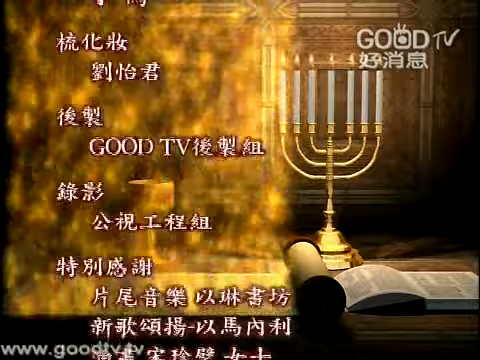 GOOD TV
好消息
梳化妝
劉怡君
後製
GOOD TV後製組
錄影
公視工程組
特別感謝
片尾音樂 以琳書坊
新歌頌揚-以馬內利
www.goodtv.tv